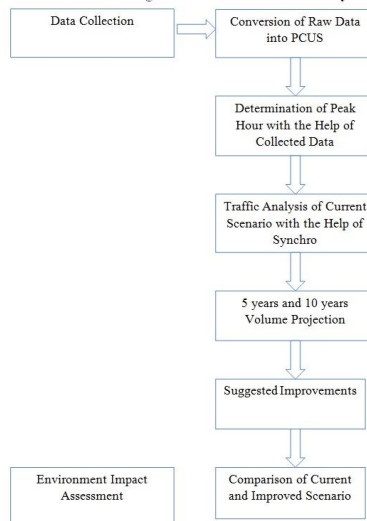 Data Collection
Conversion of Raw Data
into PCUS
Determination of Peak
Hour with the Help of
Collected Data
Traffic Analysis of Current
Scenario with the Help of
Synchro
5 years and 10 years
Volume Projection
Suggested Improvements
Environment Impact
Assessment
Comparison of Current
and Improved Scenario